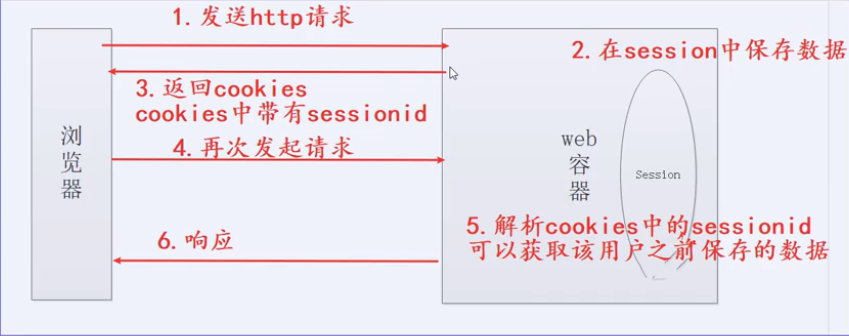 1.发送http请求
2.在session中保存数据
3.返回cookies
cookies中带有sessionid
浏
览
器
4.再次发起请求
web
容
器
Session
5.解析cookies中的sessionid
可以获取该用户之前保存的数据
6.响应